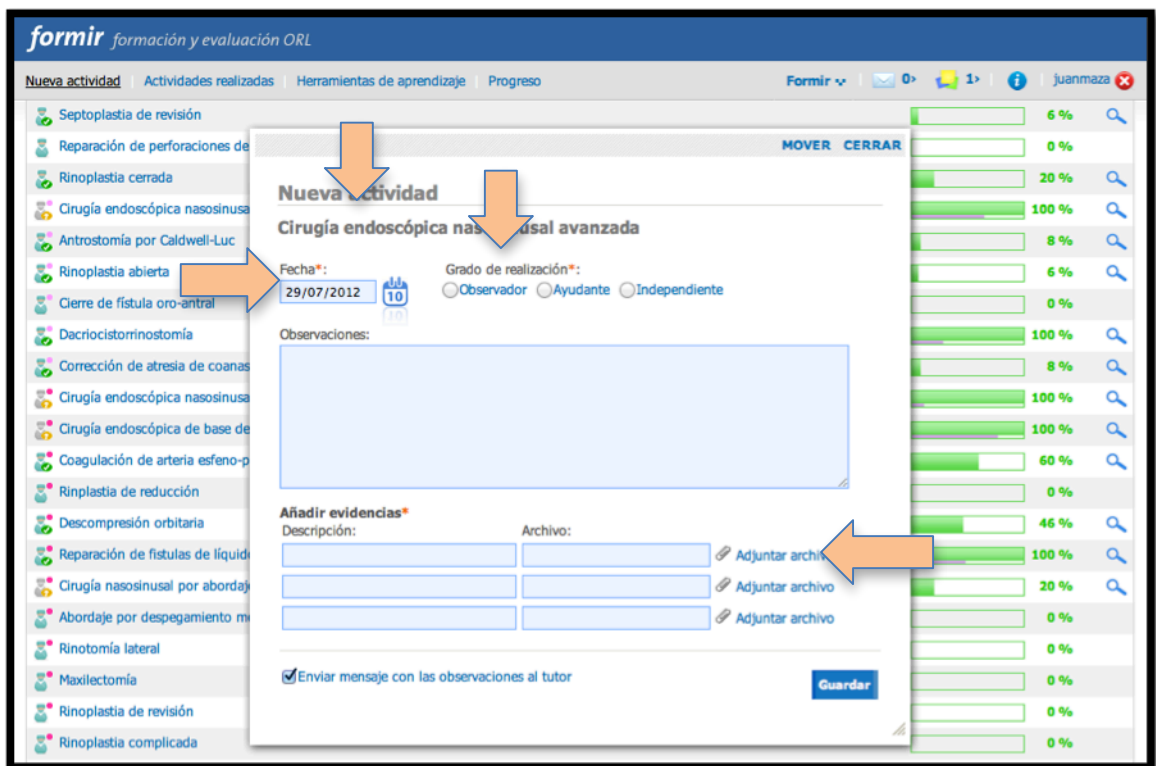 formir formación y evaluación ORL
Nueva actividad Actividades realizadas Herramientas de aprendizaje Progreso Formir 0 1 juanmaza
Septoplastia de revisión 6 %
MOVER CERRAR
Reparación de perforaciones de 0 %
Rinoplastia cerrada 20 %
Nueva actividad
Cirugía endoscópica nasosinusa 100 %
Cirugía endoscópica nasosinusal avanzada
Antrostomía por Caldwell-Luc 8 %
Rinoplastia abierta 6 %
Fecha*: Grado de realización*:
29/07/2012 10 Observador Ayudante Independiente
Cierre de fístula oro-antral 0 %
Dacriocistorrinostomía 100 %
Observaciones:
Corrección de atresia de coanas 8 %
Cirugía endoscópica nasosinusa 100 %
Cirugía endoscópica de base de 100 %
Coagulación de arteria esfeno-p 60 %
Rinplastia de reducción 0 %
Añadir evidencias*
Descompresión orbitaria 46 %
Descripción: Archivo:
Reparación de fistulas de líquid 100 %
Adjuntar archivo
Cirugía nasosinusal por abordaj 20 %
Adjuntar archivo
Abordaje por despegamiento m 0 %
Adjuntar archivo
Rinotomía lateral 0 %
Maxilectomía 0 %
Enviar mensaje con las observaciones al tutor
Guardar
Rinoplastia de revisión 0 %
Rinoplastia complicada 0 %